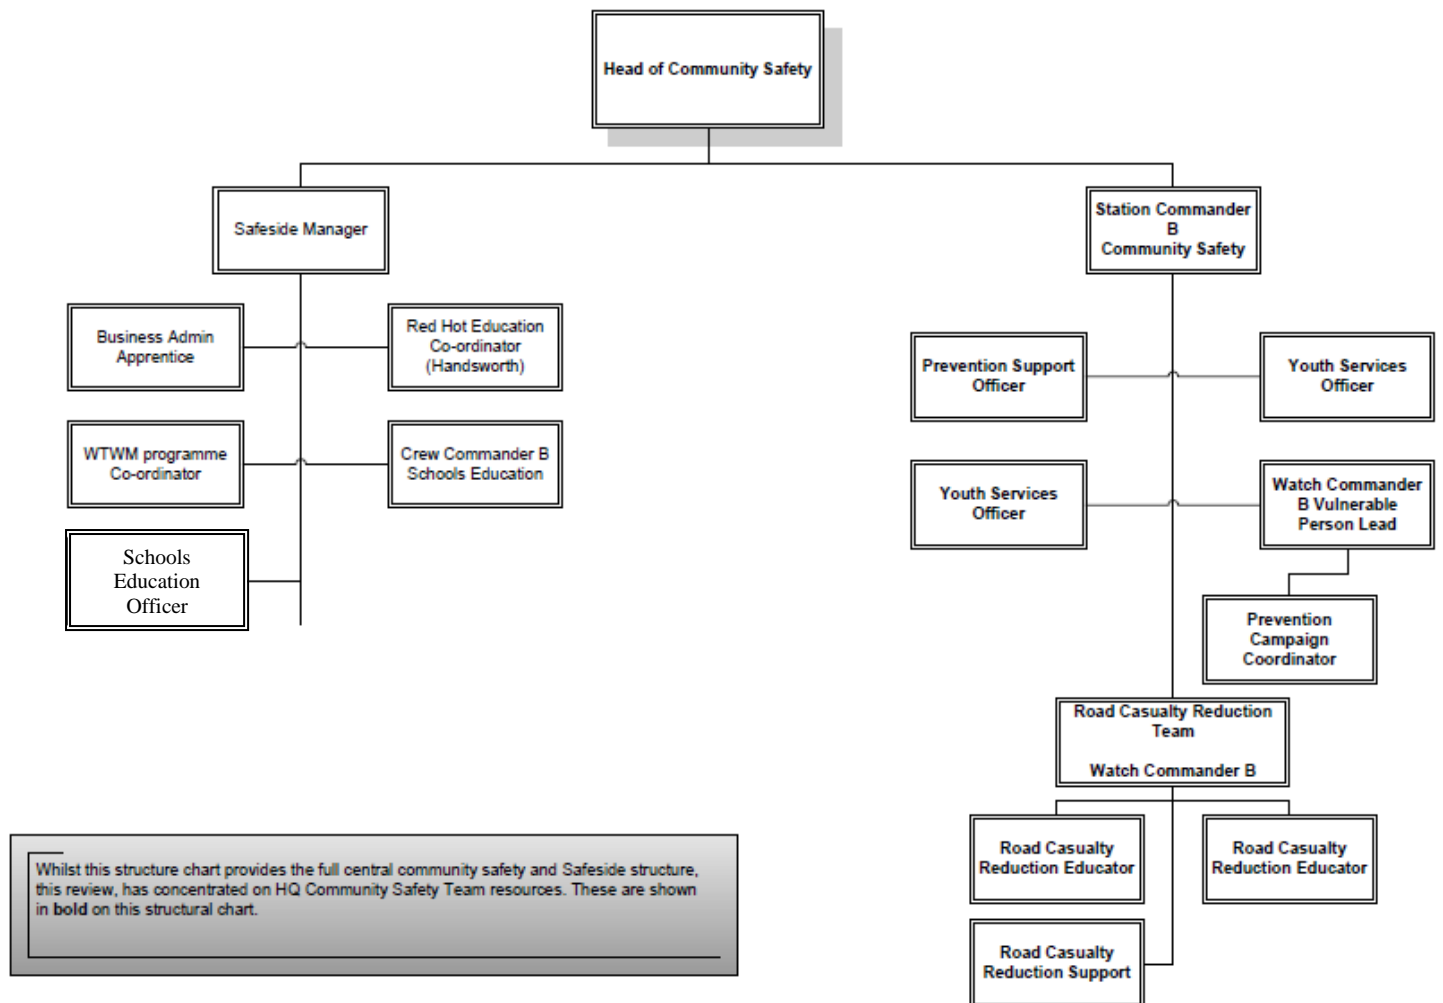 Head of Community Safety
Safeside Manager
Station Commander
B
Community Safety
Business Admin
Apprentice
Red Hot Education
Co-ordinator
(Handsworth)
Prevention Support
Officer
Youth Services
Officer
WTWM programme
Co-ordinator
Crew Commander B
Schools Education
Youth Services
Officer
Watch Commander
B Vulnerable
Person Lead
Schools
Education
Officer
Prevention
Campaign
Coordinator
Road Casualty Reduction
Team
Watch Commander B
Road Casualty
Reduction Educator
Road Casualty
Reduction Educator
Road Casualty
Reduction Support
Whilst this structure chart provides the full central community safety and Safeside structure,
this review, has concentrated on HQ Community Safety Team resources. These are shown
in bold on this structural chart.